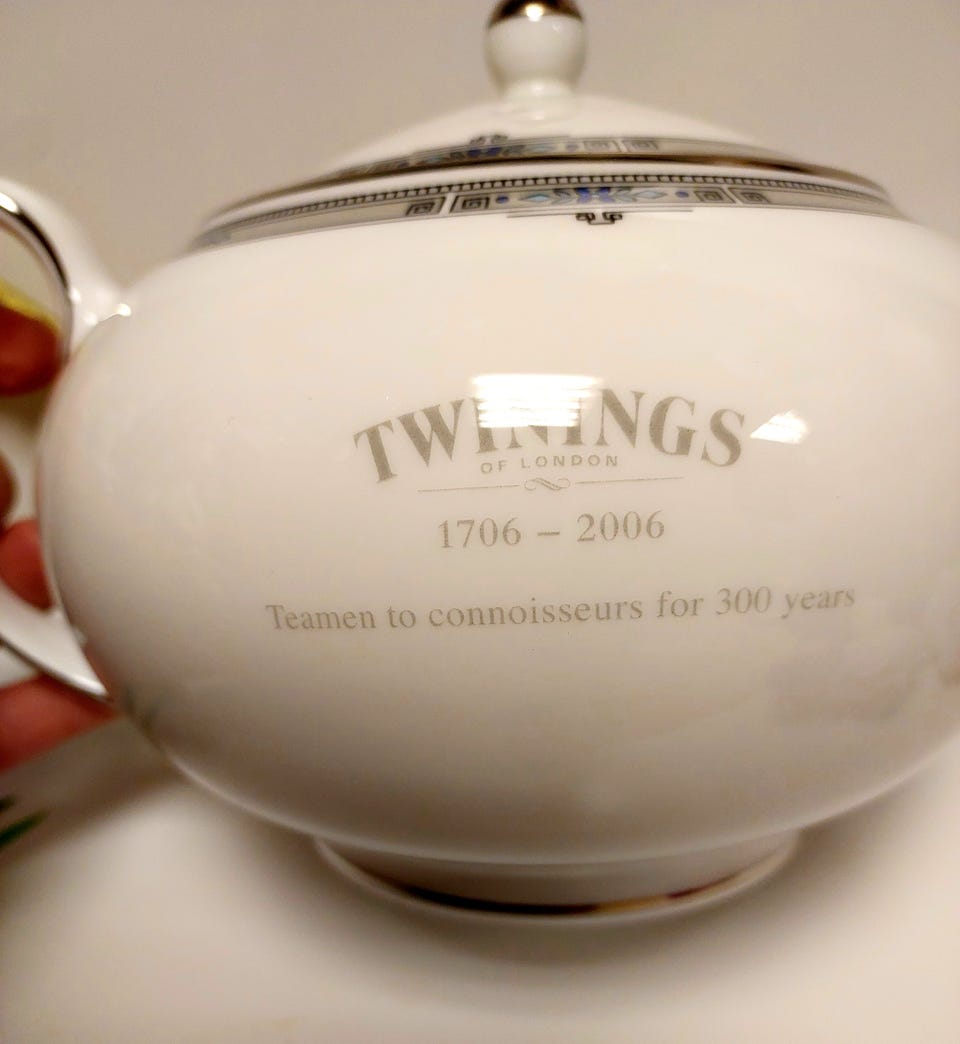 TWININGS
OF LONDON
1706 – 2006
Teamen to connoisseurs for 300 years